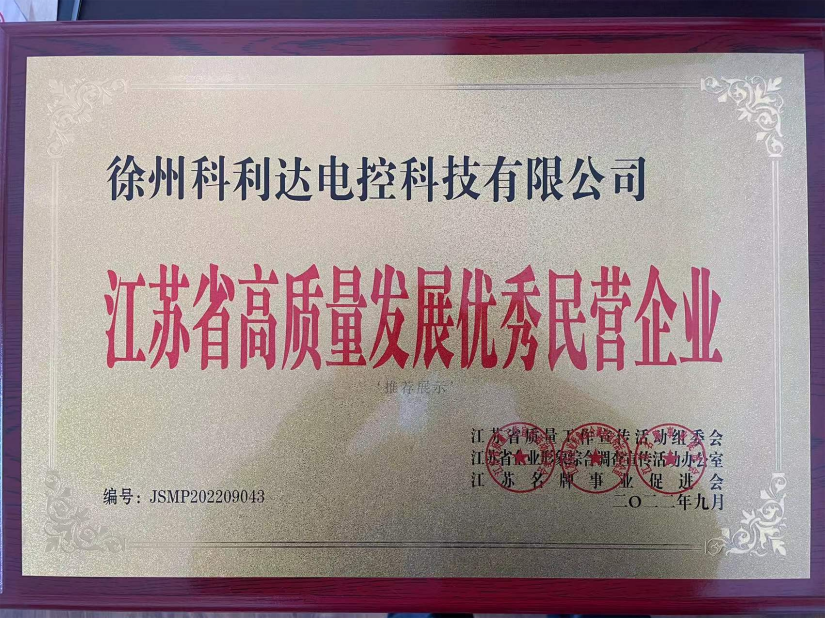 徐州科利达电控科技有限公司
江苏省高质量发展优秀民营企业
'推荐展示'
江苏省质量工作宣传活动组委会
江苏省企业形象综合调查宣传活动办公室
江苏名牌事业促进会
二〇二二年九月
编号：JSMP202209043